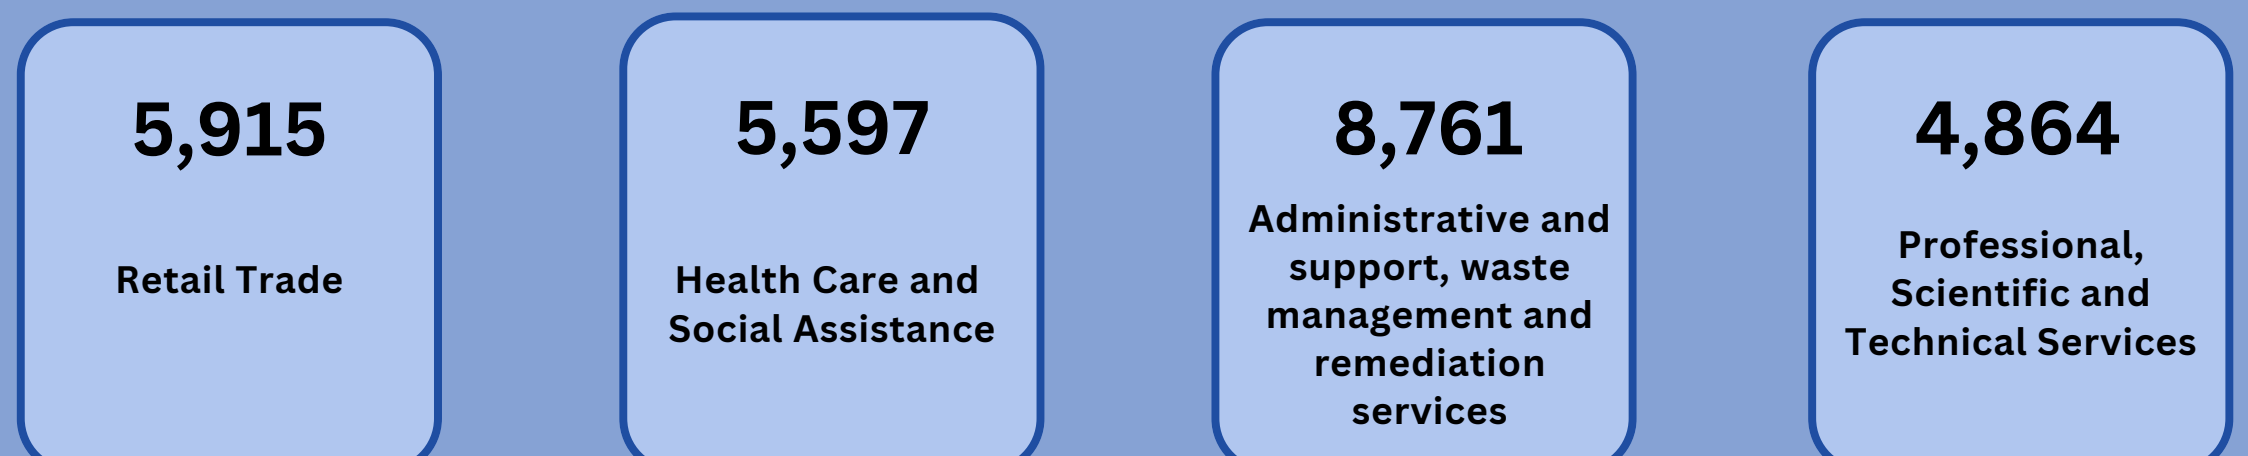 5,915
Retail Trade
5,597
Health Care and
Social Assistance
8,761
Administrative and
support, waste
management and
remediation
services
4,864
Professional,
Scientific and
Technical Services